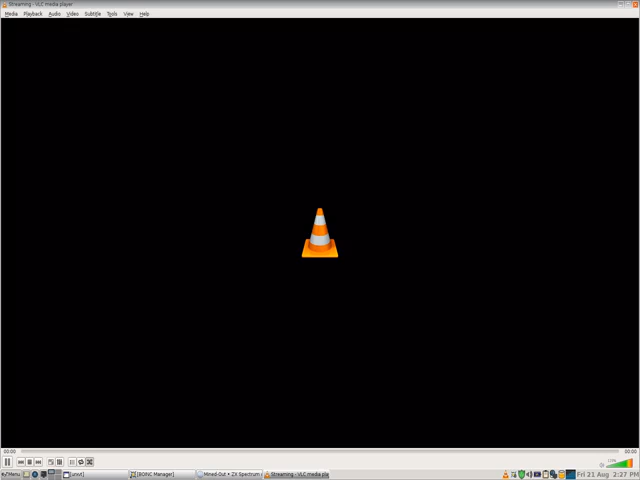 Streaming - VLC media player
Media Playback Audio Video Subtitle Tools View Help
00:00 00:00
Menu [BOINC Manager] Mined-Out • ZX Spectrum Streaming - VLC media pla Fri 21 Aug 2:27 PM